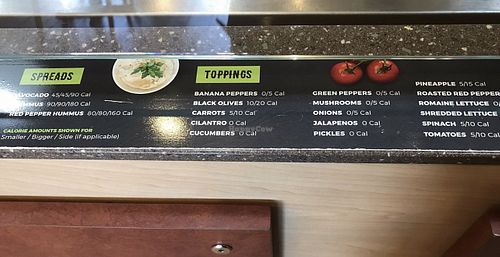 SPREADS
AVOCADO 45/45/90 Cal
HUMMUS 90/90/180 Cal
RED PEPPER HUMMUS 80/80/160 Cal
CALORIE AMOUNTS SHOWN FOR
Smaller / Bigger / Side (if applicable)
TOPPINGS
BANANA PEPPERS 0/5 Cal
BLACK OLIVES 10/20 Cal
CARROTS 5/10 Cal
CILANTRO 0 Cal
CUCUMBERS 0 Cal
GREEN PEPPERS 0/5 Cal
MUSHROOMS 0/5 Cal
ONIONS 0/5 Cal
JALAPENOS 0 Cal
PICKLES 0 Cal
PINEAPPLE 5/15 Cal
ROASTED RED PEPPER
ROMAINE LETTUCE
SHREDDED LETTUCE
SPINACH 5/10 Cal
TOMATOES 5/10 Cal